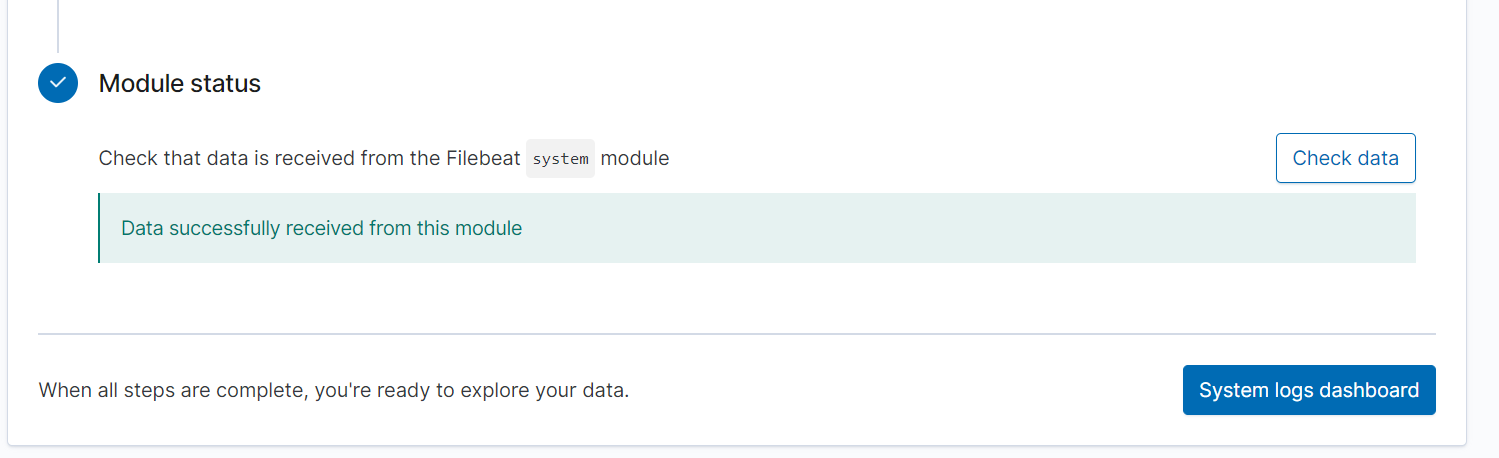 Module status
Check that data is received from the Filebeat system module
Check data
Data successfully received from this module
When all steps are complete, you're ready to explore your data.
System logs dashboard